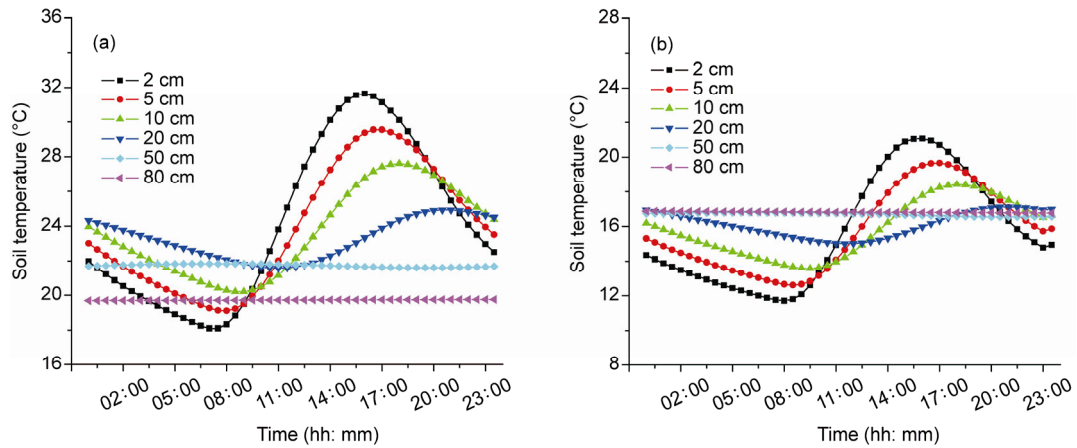 (a)
2 cm
5 cm
10 cm
20 cm
50 cm
80 cm
Soil temperature (°C)
36
32
28
24
20
16
02:00 05:00 08:00 11:00 14:00 17:00 20:00 23:00
Time (hh: mm)
(b)
2 cm
5 cm
10 cm
20 cm
50 cm
80 cm
Soil temperature (°C)
28
24
20
16
12
8
02:00 05:00 08:00 11:00 14:00 17:00 20:00 23:00
Time (hh: mm)